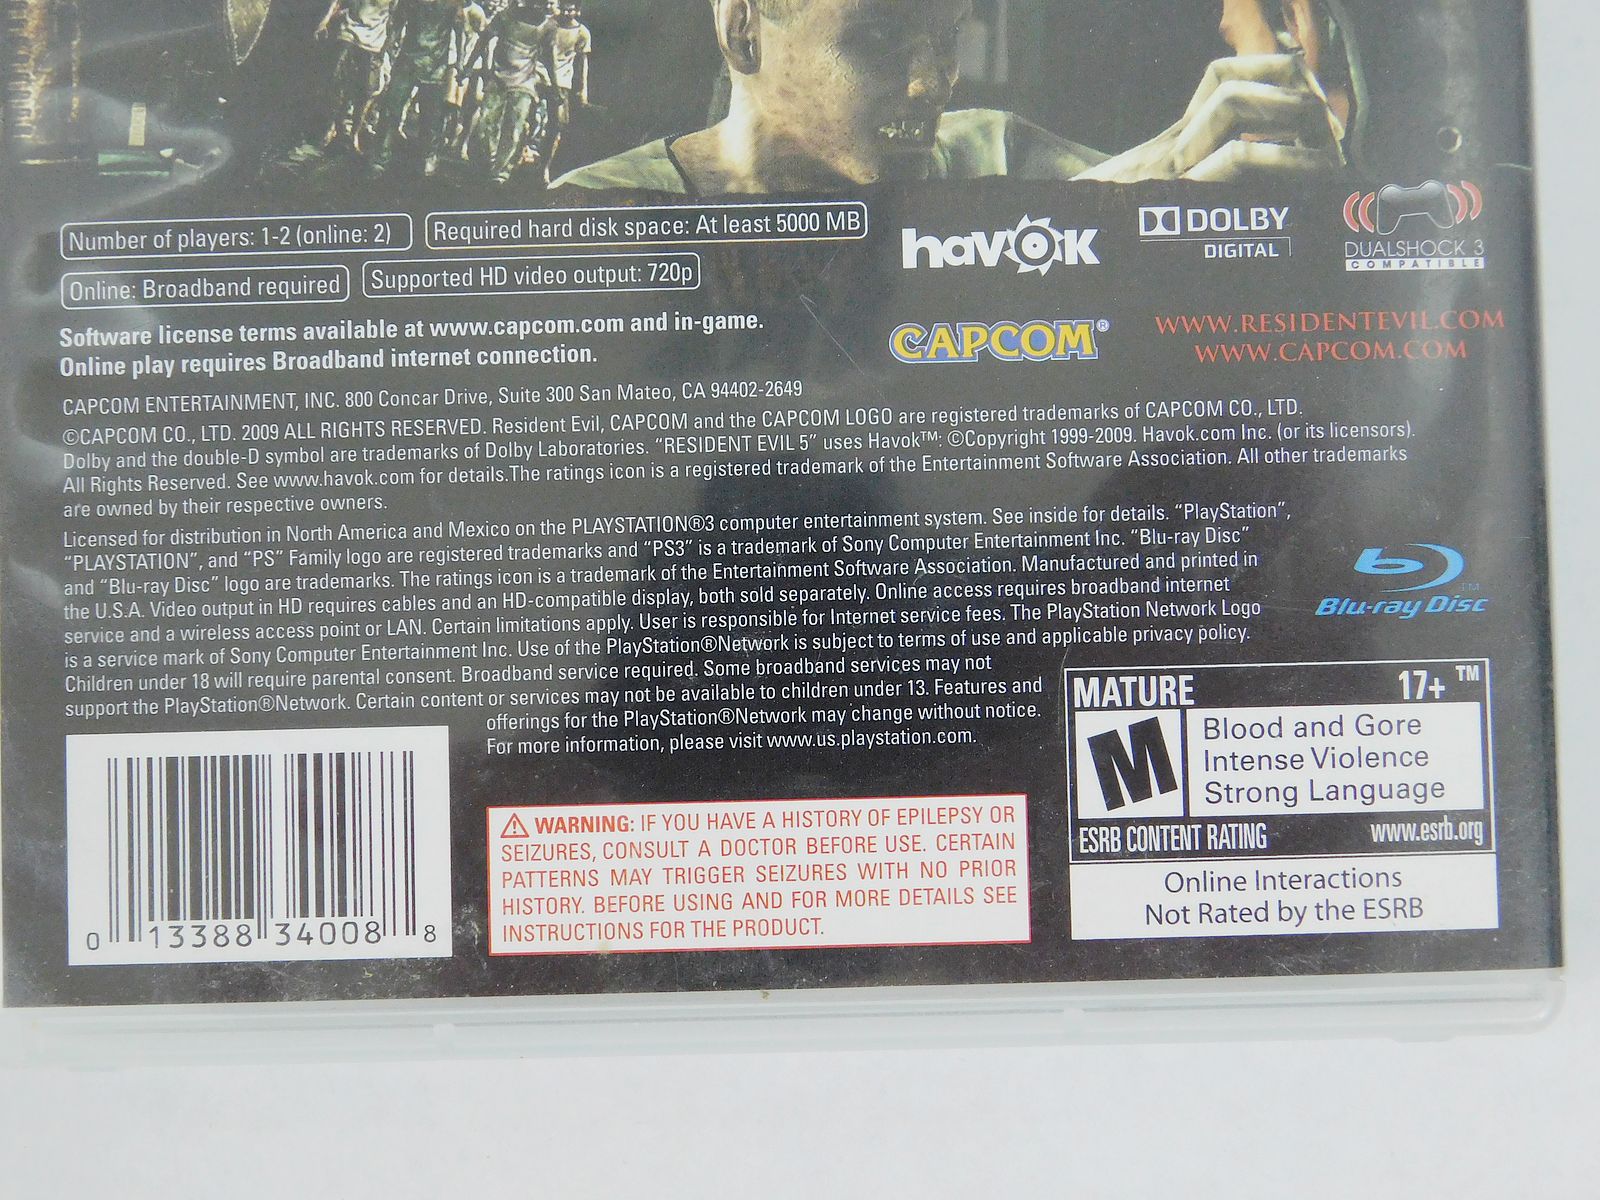 Number of players: 1-2 (online: 2)
Required hard disk space: At least 5000 MB
Online: Broadband required
Supported HD video output: 720p
havok
DOLBY
DIGITAL
DUALSHOCK 3
COMPATIBLE
Software license terms available at www.capcom.com and in-game.
Online play requires Broadband internet connection.
CAPCOM®
WWW.RESIDENTEVIL.COM
WWW.CAPCOM.COM
CAPCOM ENTERTAINMENT, INC. 800 Concar Drive, Suite 300 San Mateo, CA 94402-2649
©CAPCOM CO., LTD. 2009 ALL RIGHTS RESERVED. Resident Evil, CAPCOM and the CAPCOM LOGO are registered trademarks of CAPCOM CO., LTD.
Dolby and the double-D symbol are trademarks of Dolby Laboratories. “RESIDENT EVIL 5” uses Havok™: ©Copyright 1999-2009. Havok.com Inc. (or its licensors).
All Rights Reserved. See www.havok.com for details.The ratings icon is a registered trademark of the Entertainment Software Association. All other trademarks
are owned by their respective owners.
Licensed for distribution in North America and Mexico on the PLAYSTATION®3 computer entertainment system. See inside for details. “PlayStation”,
“PLAYSTATION”, and “PS” Family logo are registered trademarks and “PS3” is a trademark of Sony Computer Entertainment Inc. “Blu-ray Disc”
and “Blu-ray Disc” logo are trademarks. The ratings icon is a trademark of the Entertainment Software Association. Manufactured and printed in
the U.S.A. Video output in HD requires cables and an HD-compatible display, both sold separately. Online access requires broadband internet
service and a wireless access point or LAN. Certain limitations apply. User is responsible for Internet service fees. The PlayStation Network Logo
is a service mark of Sony Computer Entertainment Inc. Use of the PlayStation®Network is subject to terms of use and applicable privacy policy.
Children under 18 will require parental consent. Broadband service required. Some broadband services may not
support the PlayStation®Network. Certain content or services may not be available to children under 13. Features and
offerings for the PlayStation®Network may change without notice.
For more information, please visit www.us.playstation.com.
Blu-ray Disc™
MATURE 17+ ™
M
Blood and Gore
Intense Violence
Strong Language
ESRB CONTENT RATING www.esrb.org
Online Interactions
Not Rated by the ESRB
WARNING: IF YOU HAVE A HISTORY OF EPILEPSY OR
SEIZURES, CONSULT A DOCTOR BEFORE USE. CERTAIN
PATTERNS MAY TRIGGER SEIZURES WITH NO PRIOR
HISTORY. BEFORE USING AND FOR MORE DETAILS SEE
INSTRUCTIONS FOR THE PRODUCT.
0 13388 34008 8